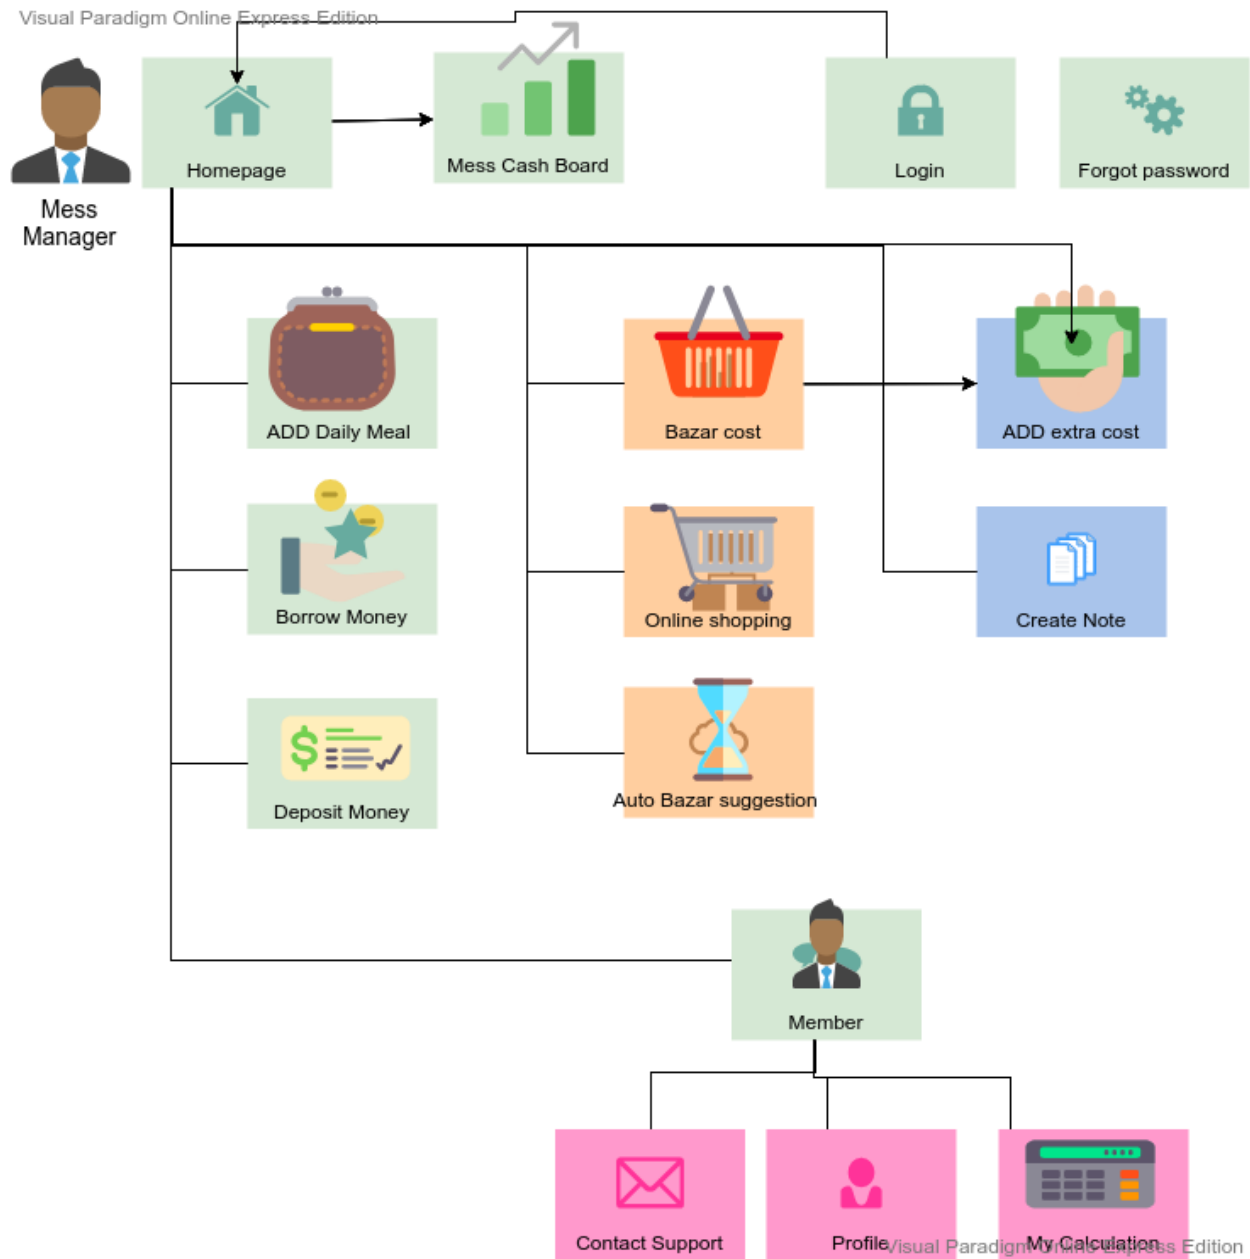 Visual Paradigm Online Express Edition
Mess
Manager
Homepage
Mess Cash Board
Login
Forgot password
ADD Daily Meal
Bazar cost
ADD extra cost
Borrow Money
Online shopping
Create Note
Deposit Money
Auto Bazar suggestion
Member
Contact Support
Profile
My Calculation
Visual Paradigm Online Express Edition